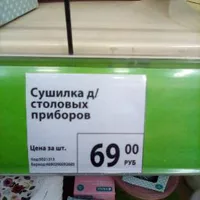 Сушилка д/
столовых
приборов
Цена за шт.
69 00
РУБ